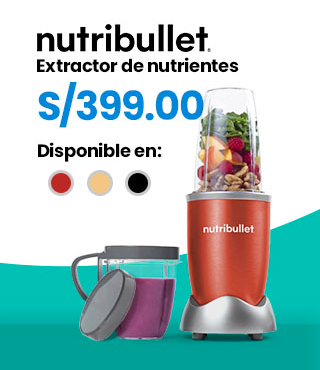 nutribullet.
Extractor de nutrientes
S/399.00
Disponible en:
nutribullet